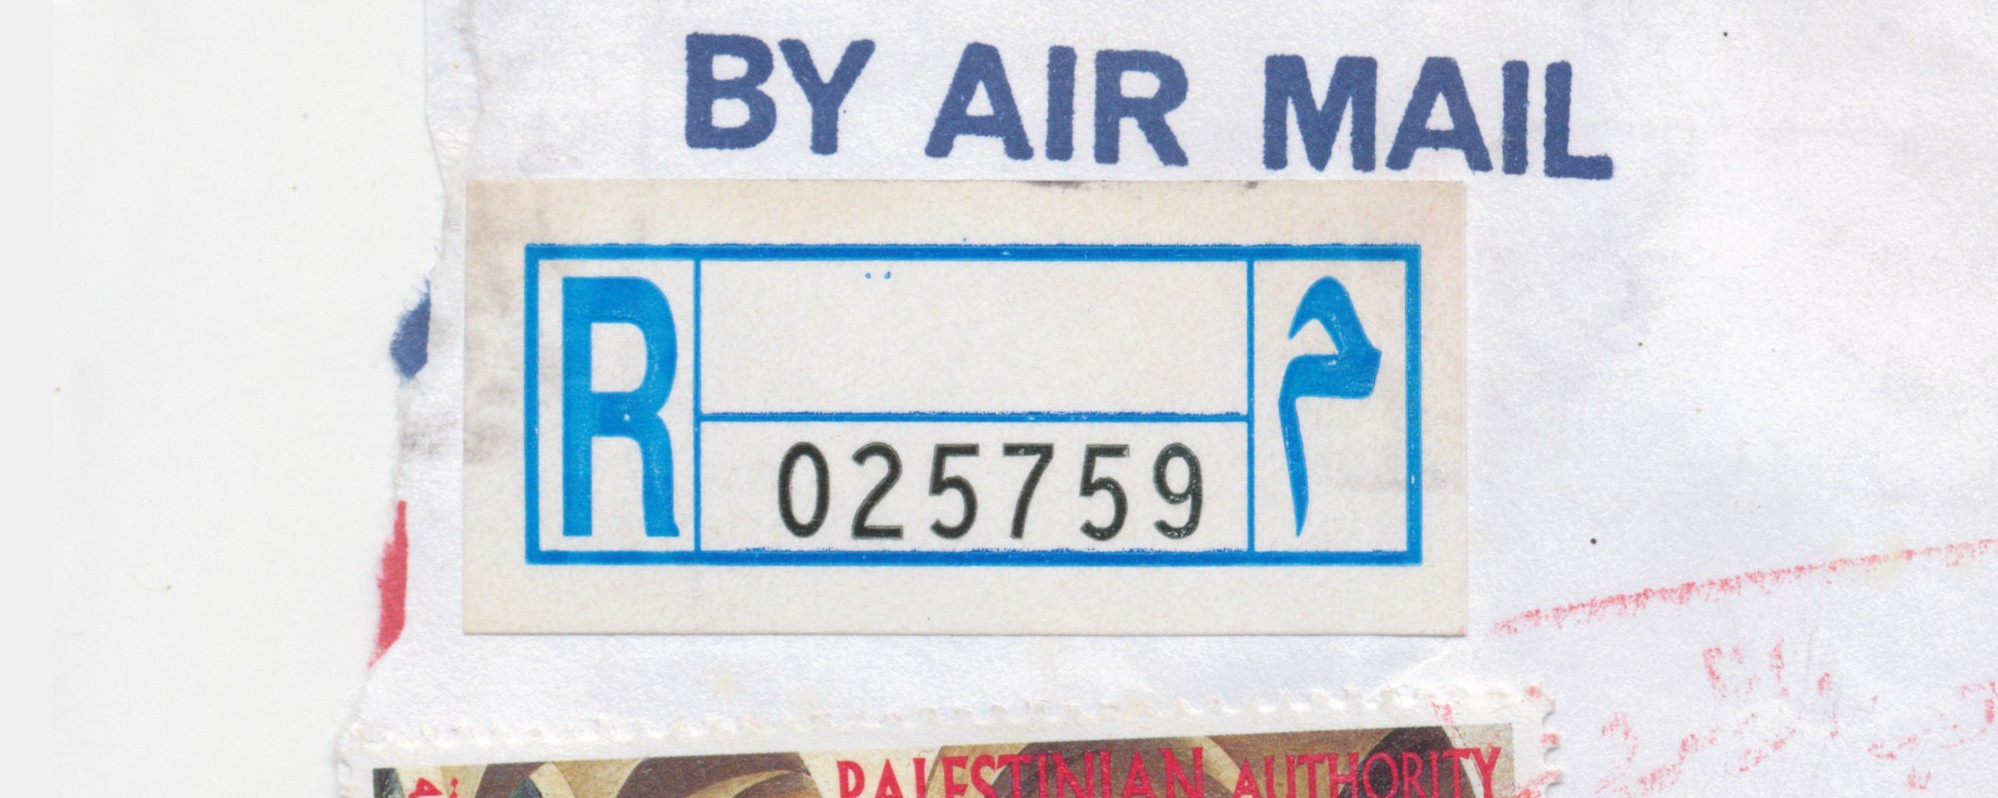 BY AIR MAIL
R م
025759
PALESTINIAN AUTHORITY